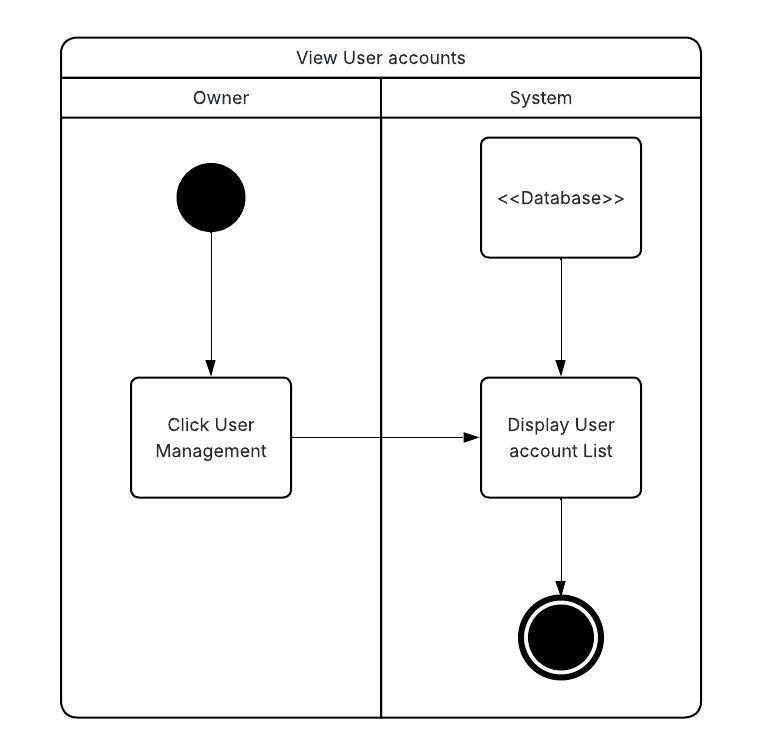 View User accounts
Owner
System
<<Database>>
Click User
Management
Display User
account List